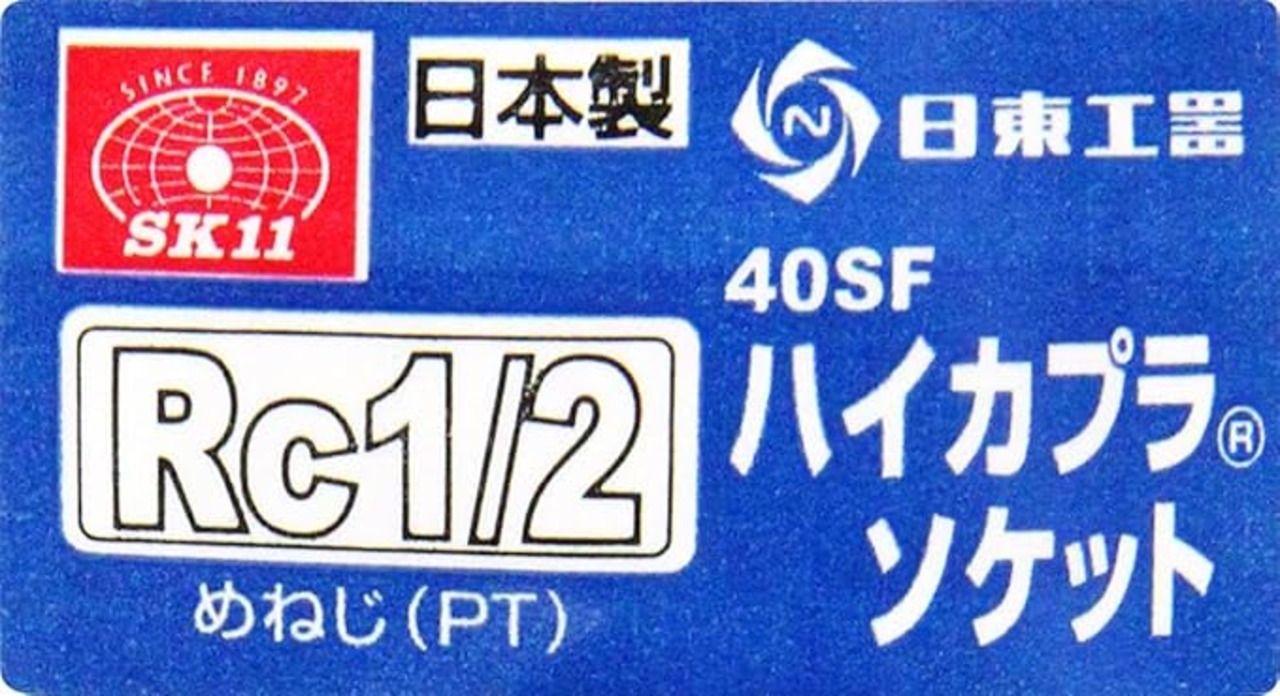 SINCE 1897
SK11
日本製
日東工器
40SF
ハイカプラ®
ソケット
Rc1/2
めねじ(PT)